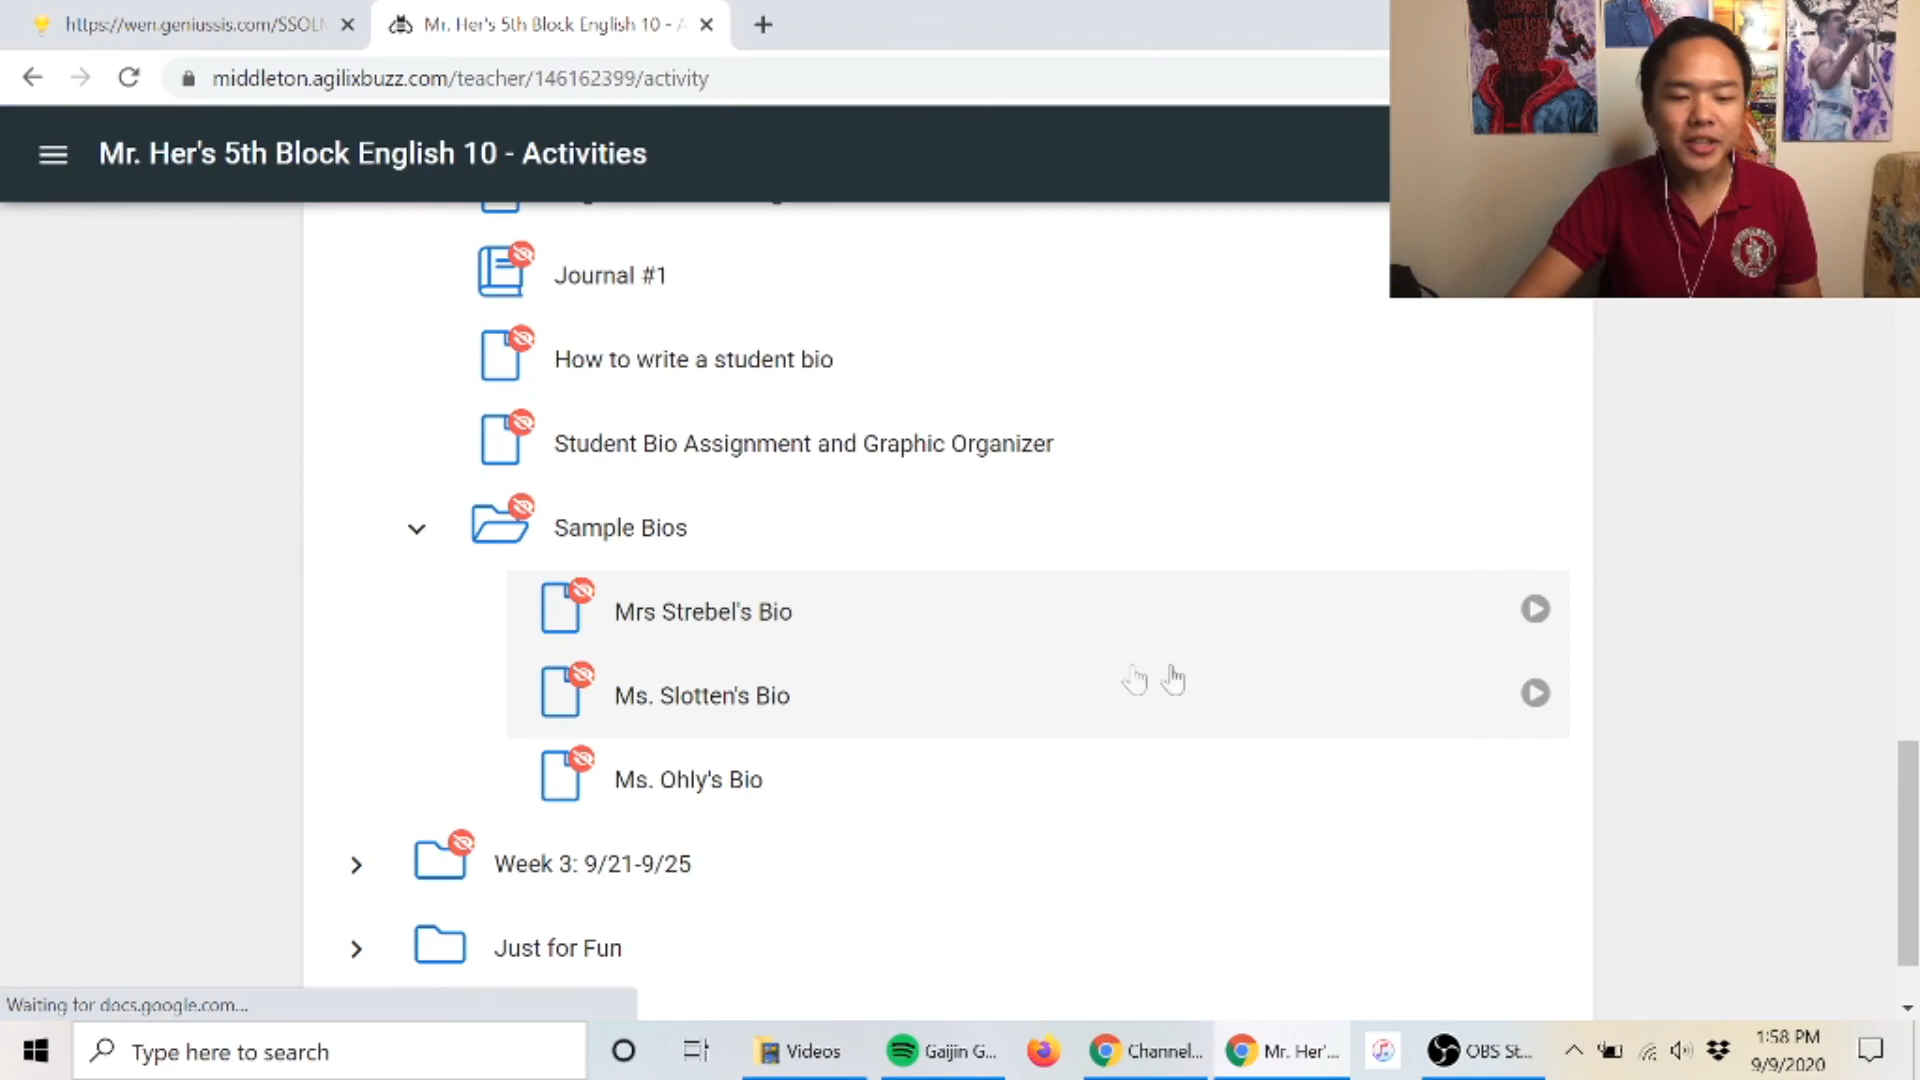 https://wen.geniussis.com/SSOLN
Mr. Her's 5th Block English 10 - A
middleton.agilixbuzz.com/teacher/146162399/activity
Mr. Her's 5th Block English 10 - Activities
Journal #1
How to write a student bio
Student Bio Assignment and Graphic Organizer
Sample Bios
Mrs Strebel's Bio
Ms. Slotten's Bio
Ms. Ohly's Bio
Week 3: 9/21-9/25
Just for Fun
Waiting for docs.google.com...
Type here to search
Videos
Gaijin G...
Channel...
Mr. Her'...
OBS St...
1:58 PM
9/9/2020